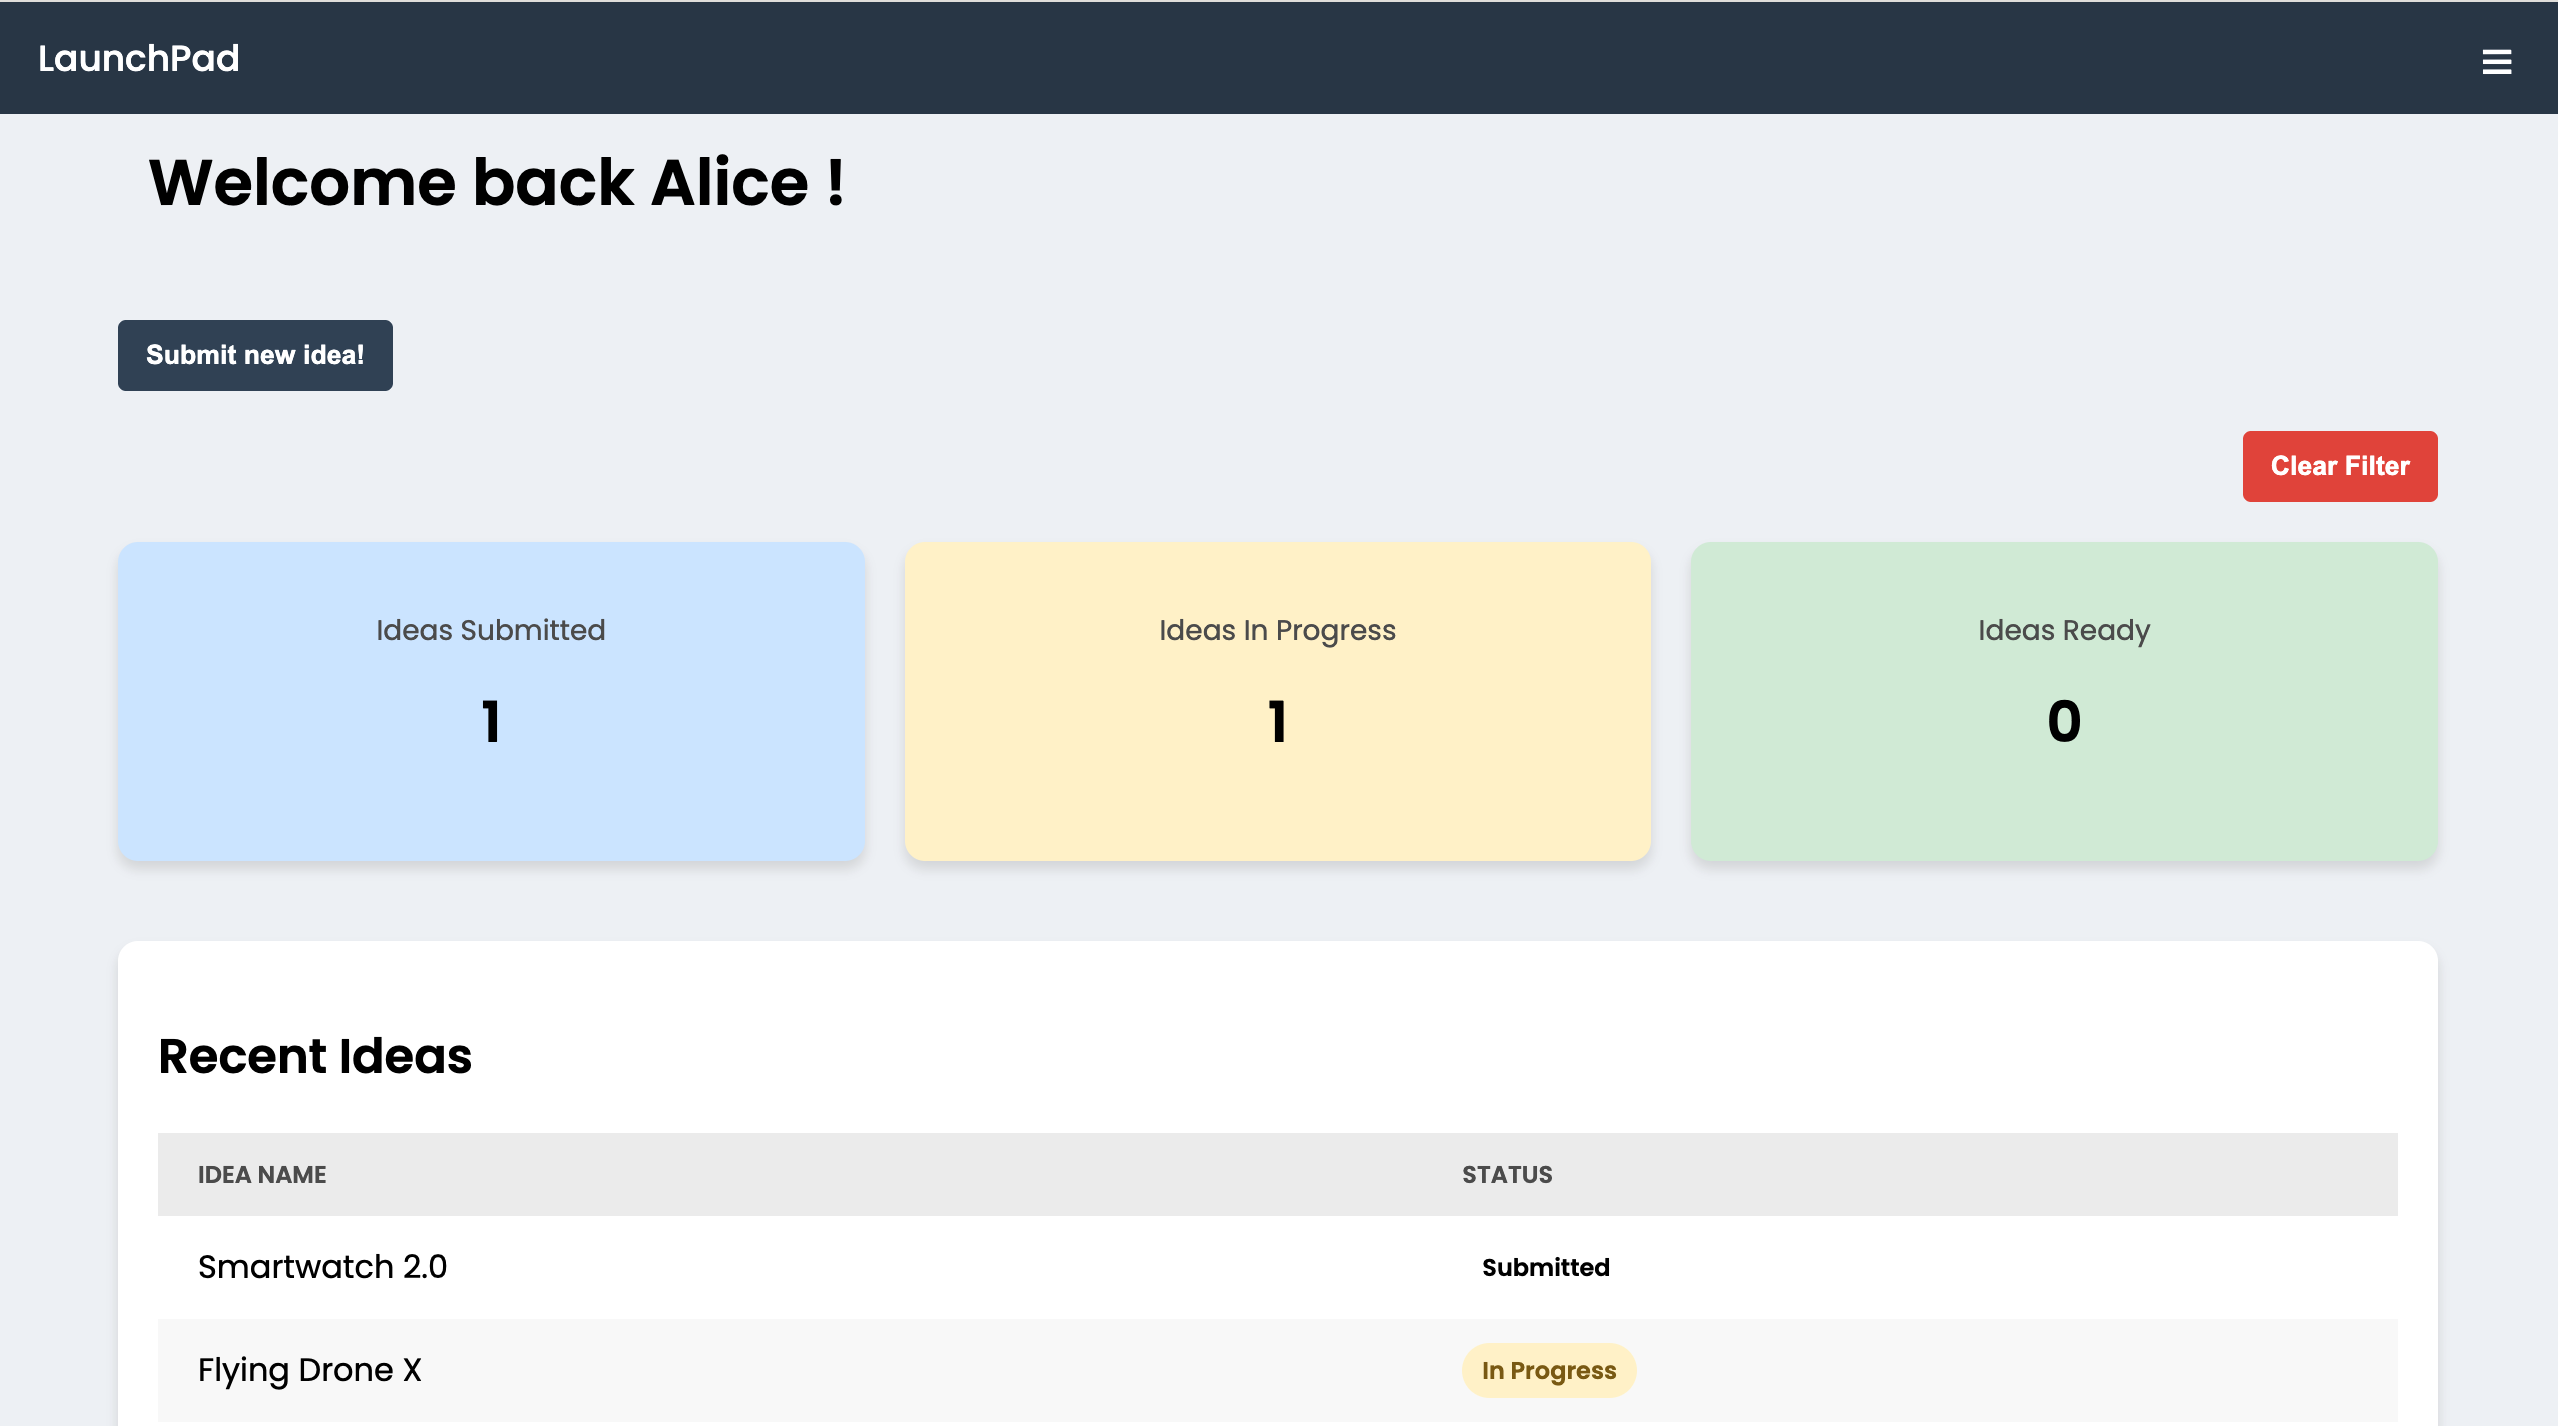 LaunchPad
Welcome back Alice !
Submit new idea!
Clear Filter
Ideas Submitted
1
Ideas In Progress
1
Ideas Ready
0
Recent Ideas
IDEA NAME STATUS
Smartwatch 2.0 Submitted
Flying Drone X In Progress